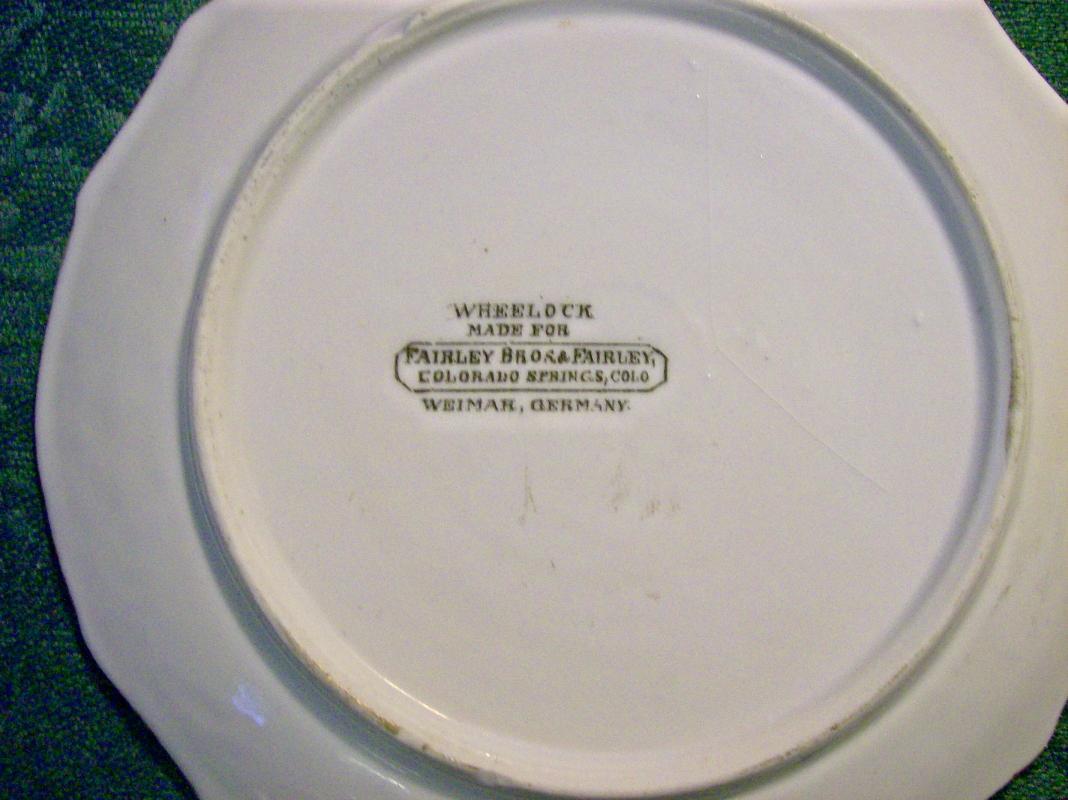 WHEELOCK
MADE FOR
FAIRLEY BROS & FAIRLEY,
COLORADO SPRINGS, COLO
WEIMAR, GERMANY.